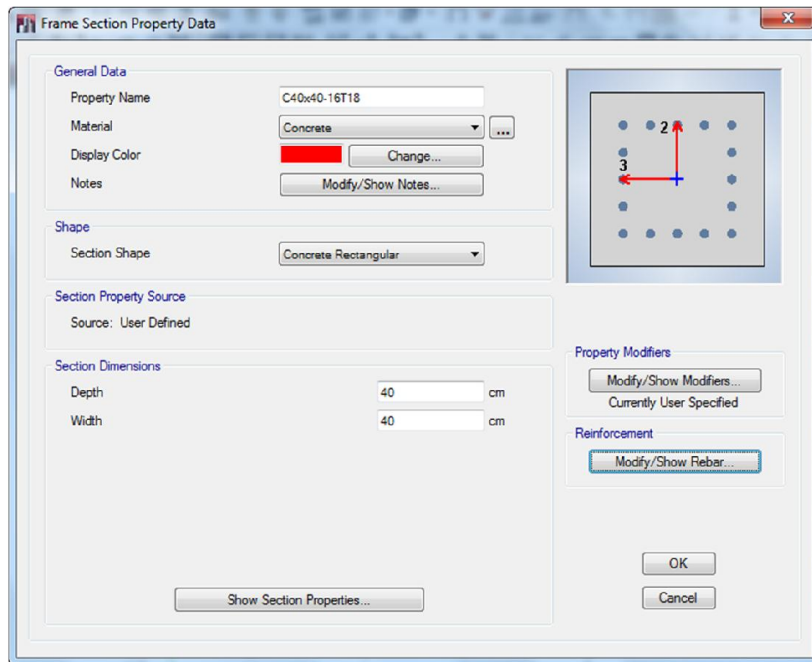 Frame Section Property Data
General Data
Property Name C40x40-16T18
Material Concrete ...
Display Color Change...
Notes Modify/Show Notes...
Shape
Section Shape Concrete Rectangular
Section Property Source
Source: User Defined
Section Dimensions
Depth 40 cm
Width 40 cm
Show Section Properties...
2
3
Property Modifiers
Modify/Show Modifiers...
Currently User Specified
Reinforcement
Modify/Show Rebar...
OK
Cancel